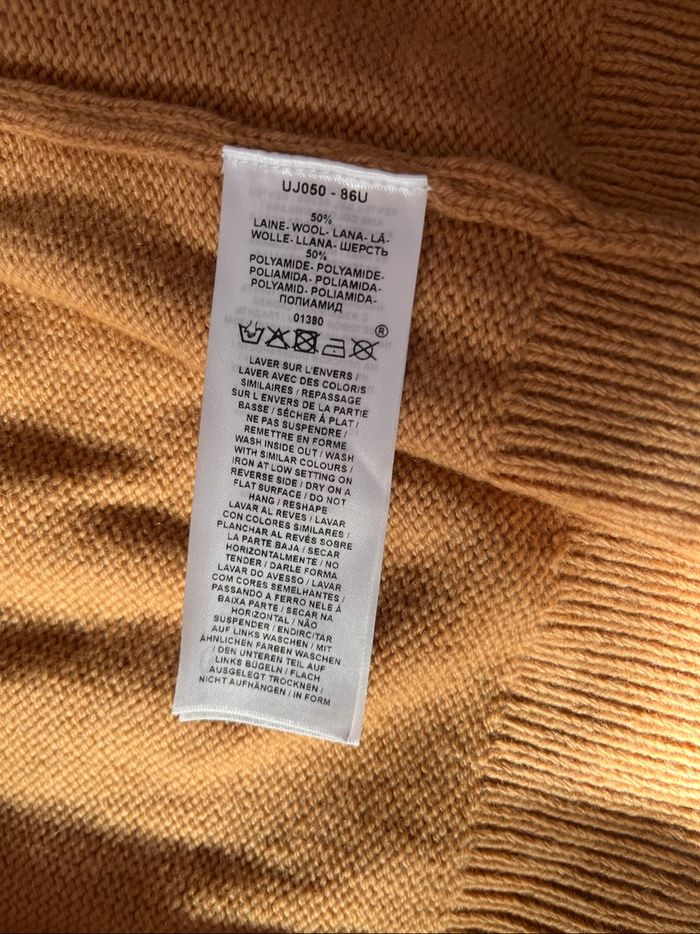 UJ050 - 86U
50%
LAINE- WOOL- LANA- LÃ-
WOLLE- LLANA- ШЕРСТЬ
50%
POLYAMIDE- POLYAMIDE-
POLIAMIDA- POLIAMIDA-
POLYAMID- POLIAMIDA-
ПОЛИАМИД
01380
®
LAVER SUR L'ENVERS /
LAVER AVEC DES COLORIS
SIMILAIRES / REPASSAGE
SUR L ENVERS DE LA PARTIE
BASSE / SÉCHER À PLAT /
NE PAS SUSPENDRE /
REMETTRE EN FORME
WASH INSIDE OUT / WASH
WITH SIMILAR COLOURS /
IRON AT LOW SETTING ON
REVERSE SIDE / DRY ON A
FLAT SURFACE / DO NOT
HANG / RESHAPE
LAVAR AL REVES / LAVAR
CON COLORES SIMILARES /
PLANCHAR AL REVÉS SOBRE
LA PARTE BAJA / SECAR
HORIZONTALMENTE / NO
TENDER / DARLE FORMA
LAVAR DO AVESSO / LAVAR
COM CORES SEMELHANTES /
PASSANDO A FERRO NELE À
BAIXA PARTE / SECAR NA
HORIZONTAL / NÃO
SUSPENDER / ENDIRCITAR
AUF LINKS WASCHEN / MIT
ÄHNLICHEN FARBEN WASCHEN
/ DEN UNTEREN TEIL AUF
LINKS BÜGELN / FLACH
AUSGELEGT TROCKNEN /
NICHT AUFHÄNGEN / IN FORM